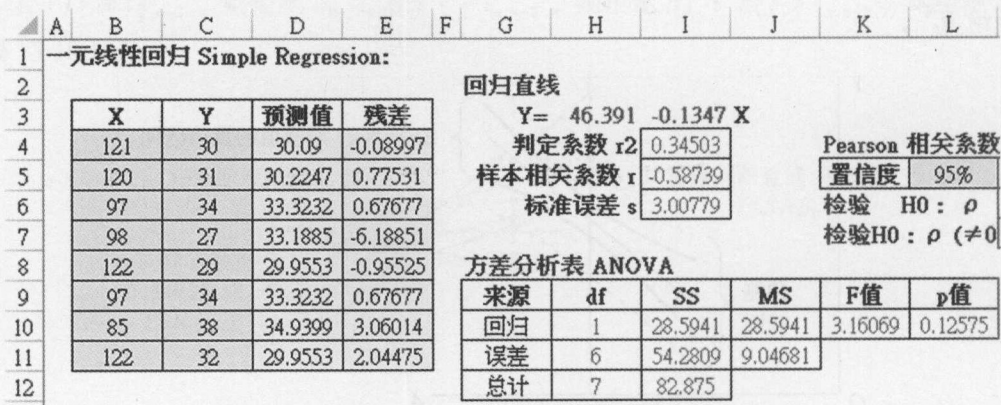 A B C D E F G H I J K L
1 一元线性回归 Simple Regression:
2 回归直线
3 X Y 预测值 残差 Y= 46.391 -0.1347 X
4 121 30 30.09 -0.08997 判定系数 r2 0.34503 Pearson 相关系数
5 120 31 30.2247 0.77531 样本相关系数 r -0.58739 置信度 95%
6 97 34 33.3232 0.67677 标准误差 s 3.00779 检验 H0： ρ
7 98 27 33.1885 -6.18851 检验H0：ρ (≠0
8 122 29 29.9553 -0.95525 方差分析表 ANOVA
9 97 34 33.3232 0.67677 来源 df SS MS F值 p值
10 85 38 34.9399 3.06014 回归 1 28.5941 28.5941 3.16069 0.12575
11 122 32 29.9553 2.04475 误差 6 54.2809 9.04681
12 总计 7 82.875